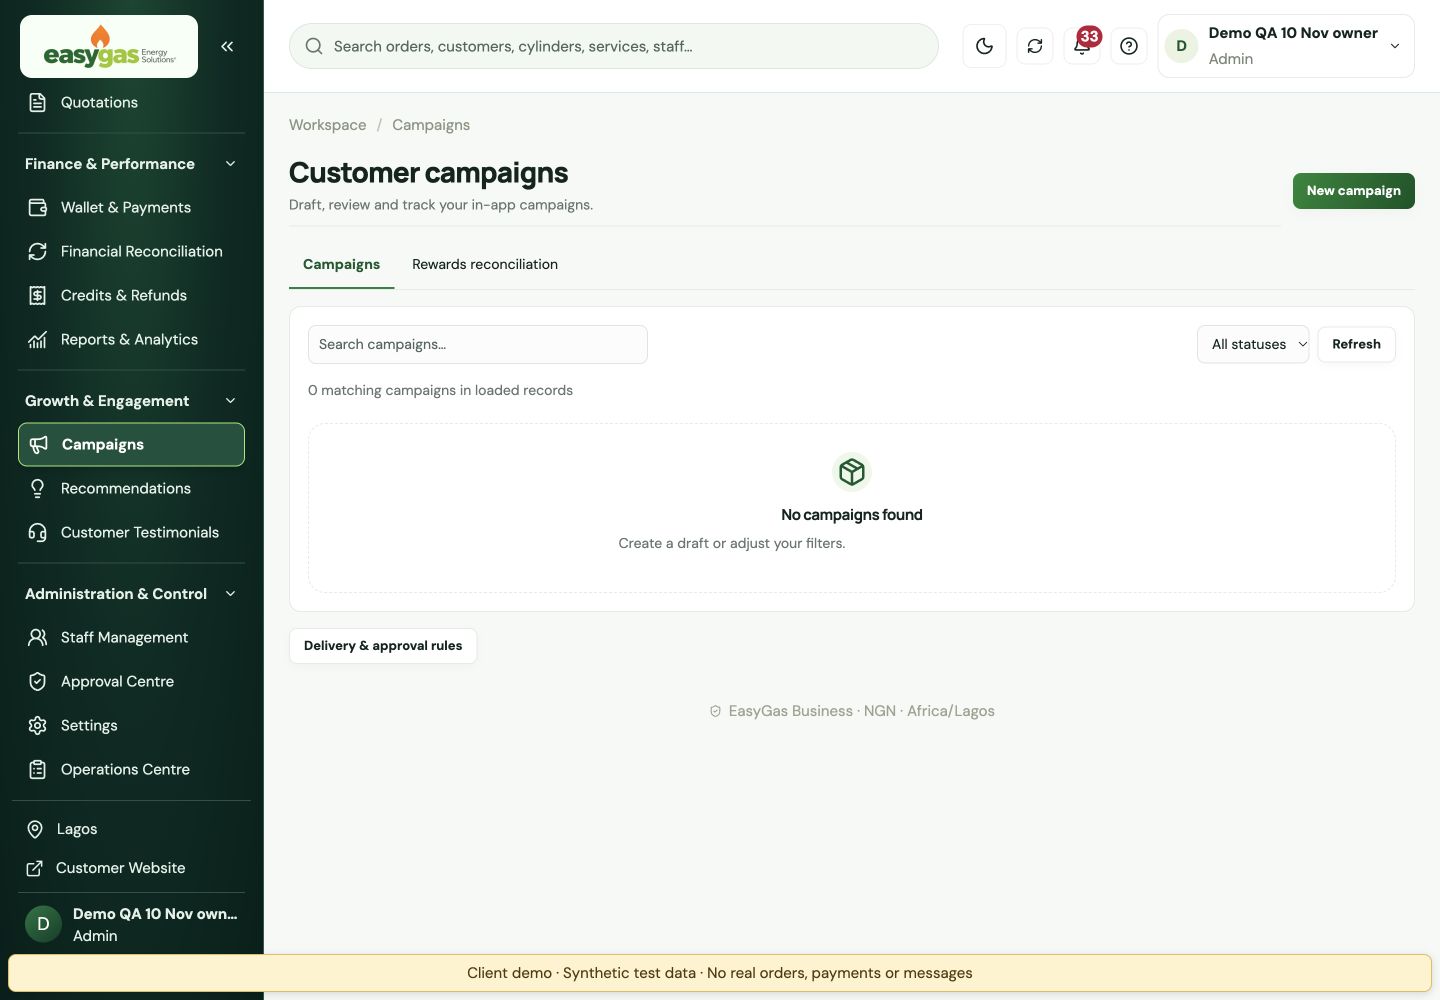 easygas Energy Solutions
Search orders, customers, cylinders, services, staff...
33
D
Demo QA 10 Nov owner
Admin
Quotations
Finance & Performance
Wallet & Payments
Financial Reconciliation
Credits & Refunds
Reports & Analytics
Growth & Engagement
Campaigns
Recommendations
Customer Testimonials
Administration & Control
Staff Management
Approval Centre
Settings
Operations Centre
Lagos
Customer Website
D
Demo QA 10 Nov own...
Admin
Workspace / Campaigns
Customer campaigns
Draft, review and track your in-app campaigns.
New campaign
Campaigns
Rewards reconciliation
Search campaigns...
All statuses
Refresh
0 matching campaigns in loaded records
No campaigns found
Create a draft or adjust your filters.
Delivery & approval rules
EasyGas Business · NGN · Africa/Lagos
Client demo · Synthetic test data · No real orders, payments or messages